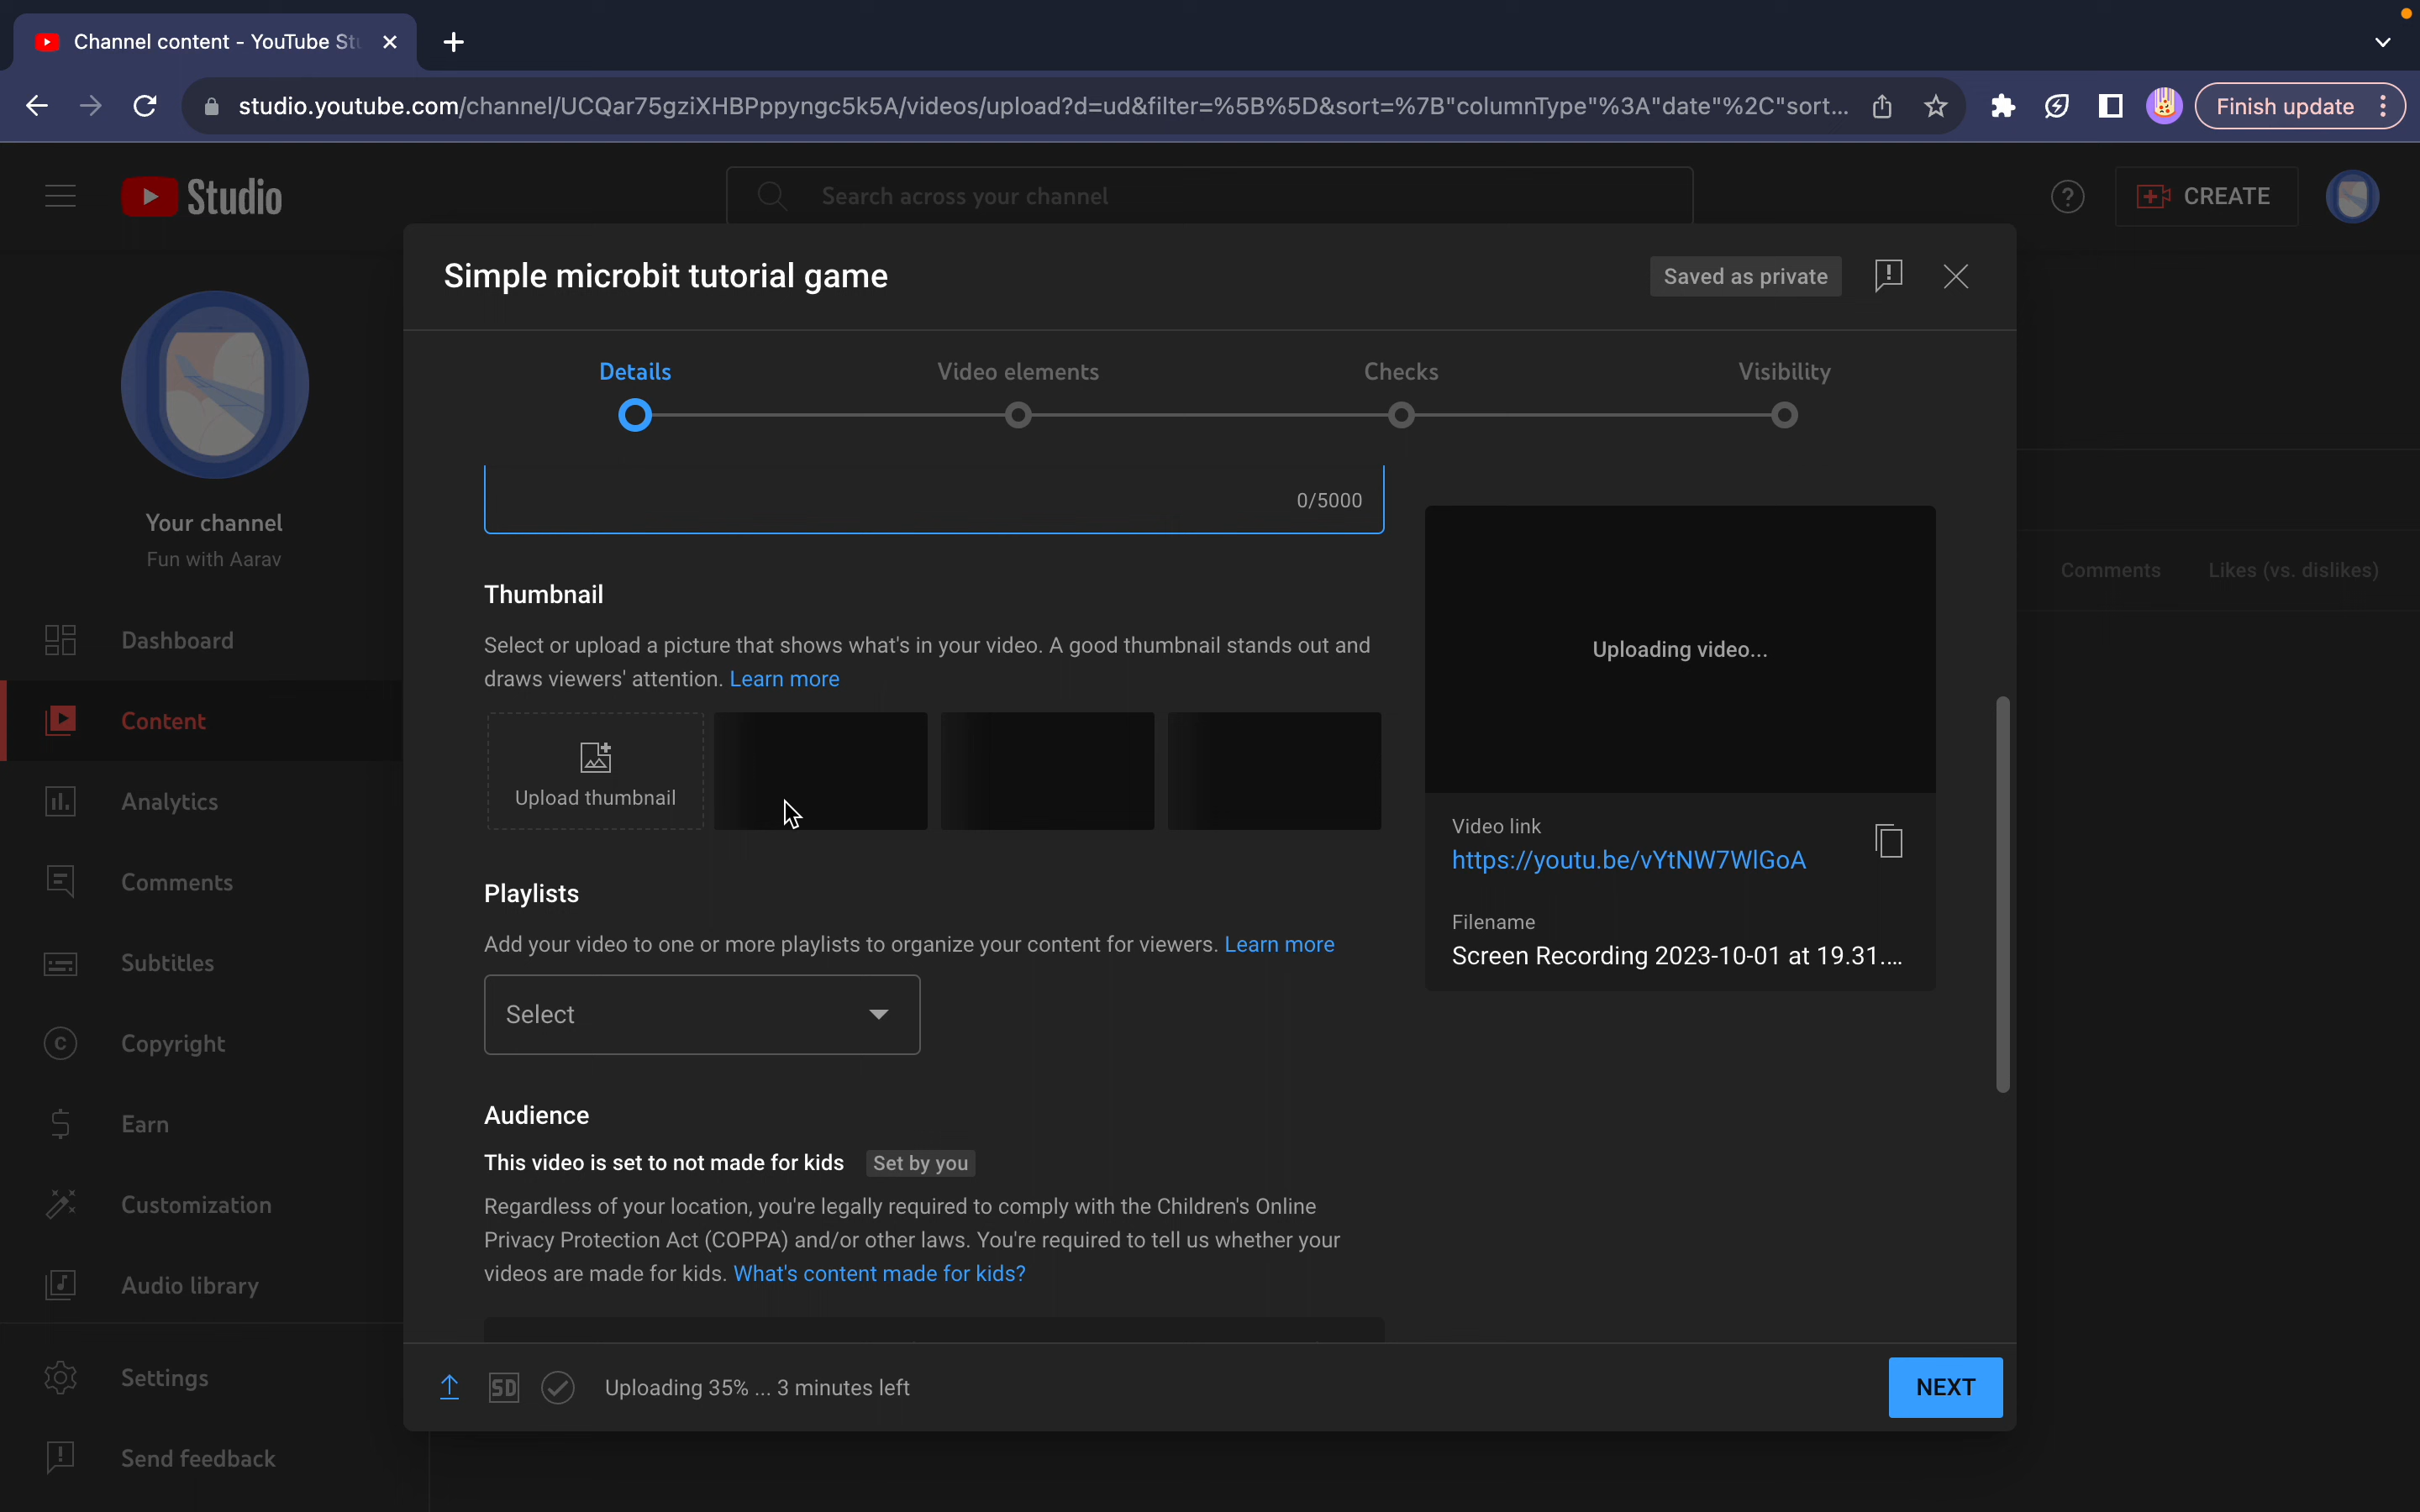 Channel content - YouTube St
studio.youtube.com/channel/UCQar75gziXHBPppyngc5k5A/videos/upload?d=ud&filter=%5B%5D&sort=%7B"columnType"%3A"date"%2C"sort...
Finish update
Studio
Search across your channel
CREATE
Simple microbit tutorial game
Saved as private
Details
Video elements
Checks
Visibility
Your channel
Fun with Aarav
Dashboard
Content
Analytics
Comments
Subtitles
Copyright
Earn
Customization
Audio library
Settings
Send feedback
0/5000
Thumbnail
Select or upload a picture that shows what's in your video. A good thumbnail stands out and
draws viewers' attention. Learn more
Upload thumbnail
Playlists
Add your video to one or more playlists to organize your content for viewers. Learn more
Select
Audience
This video is set to not made for kids Set by you
Regardless of your location, you're legally required to comply with the Children's Online
Privacy Protection Act (COPPA) and/or other laws. You're required to tell us whether your
videos are made for kids. What's content made for kids?
Uploading video...
Video link
https://youtu.be/vYtNW7WlGoA
Filename
Screen Recording 2023-10-01 at 19.31....
Comments
Likes (vs. dislikes)
SD
Uploading 35% ... 3 minutes left
NEXT